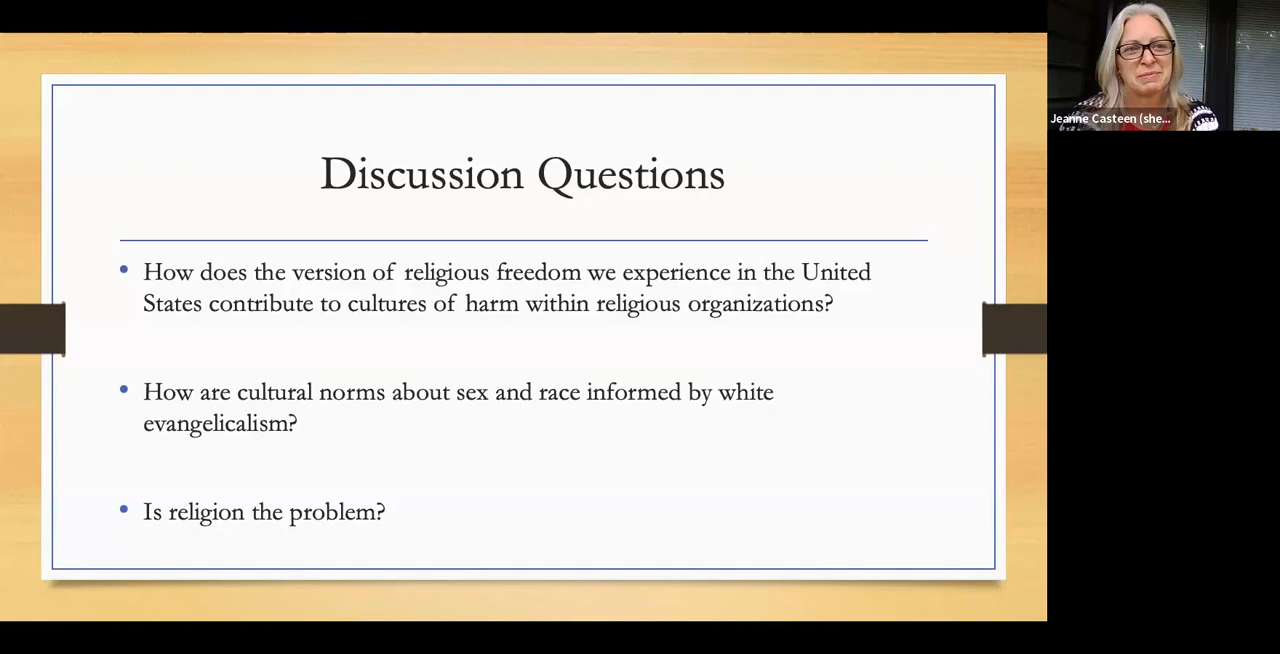 Discussion Questions
How does the version of religious freedom we experience in the United
States contribute to cultures of harm within religious organizations?
How are cultural norms about sex and race informed by white
evangelicalism?
Is religion the problem?
Jeanne Casteen (she...